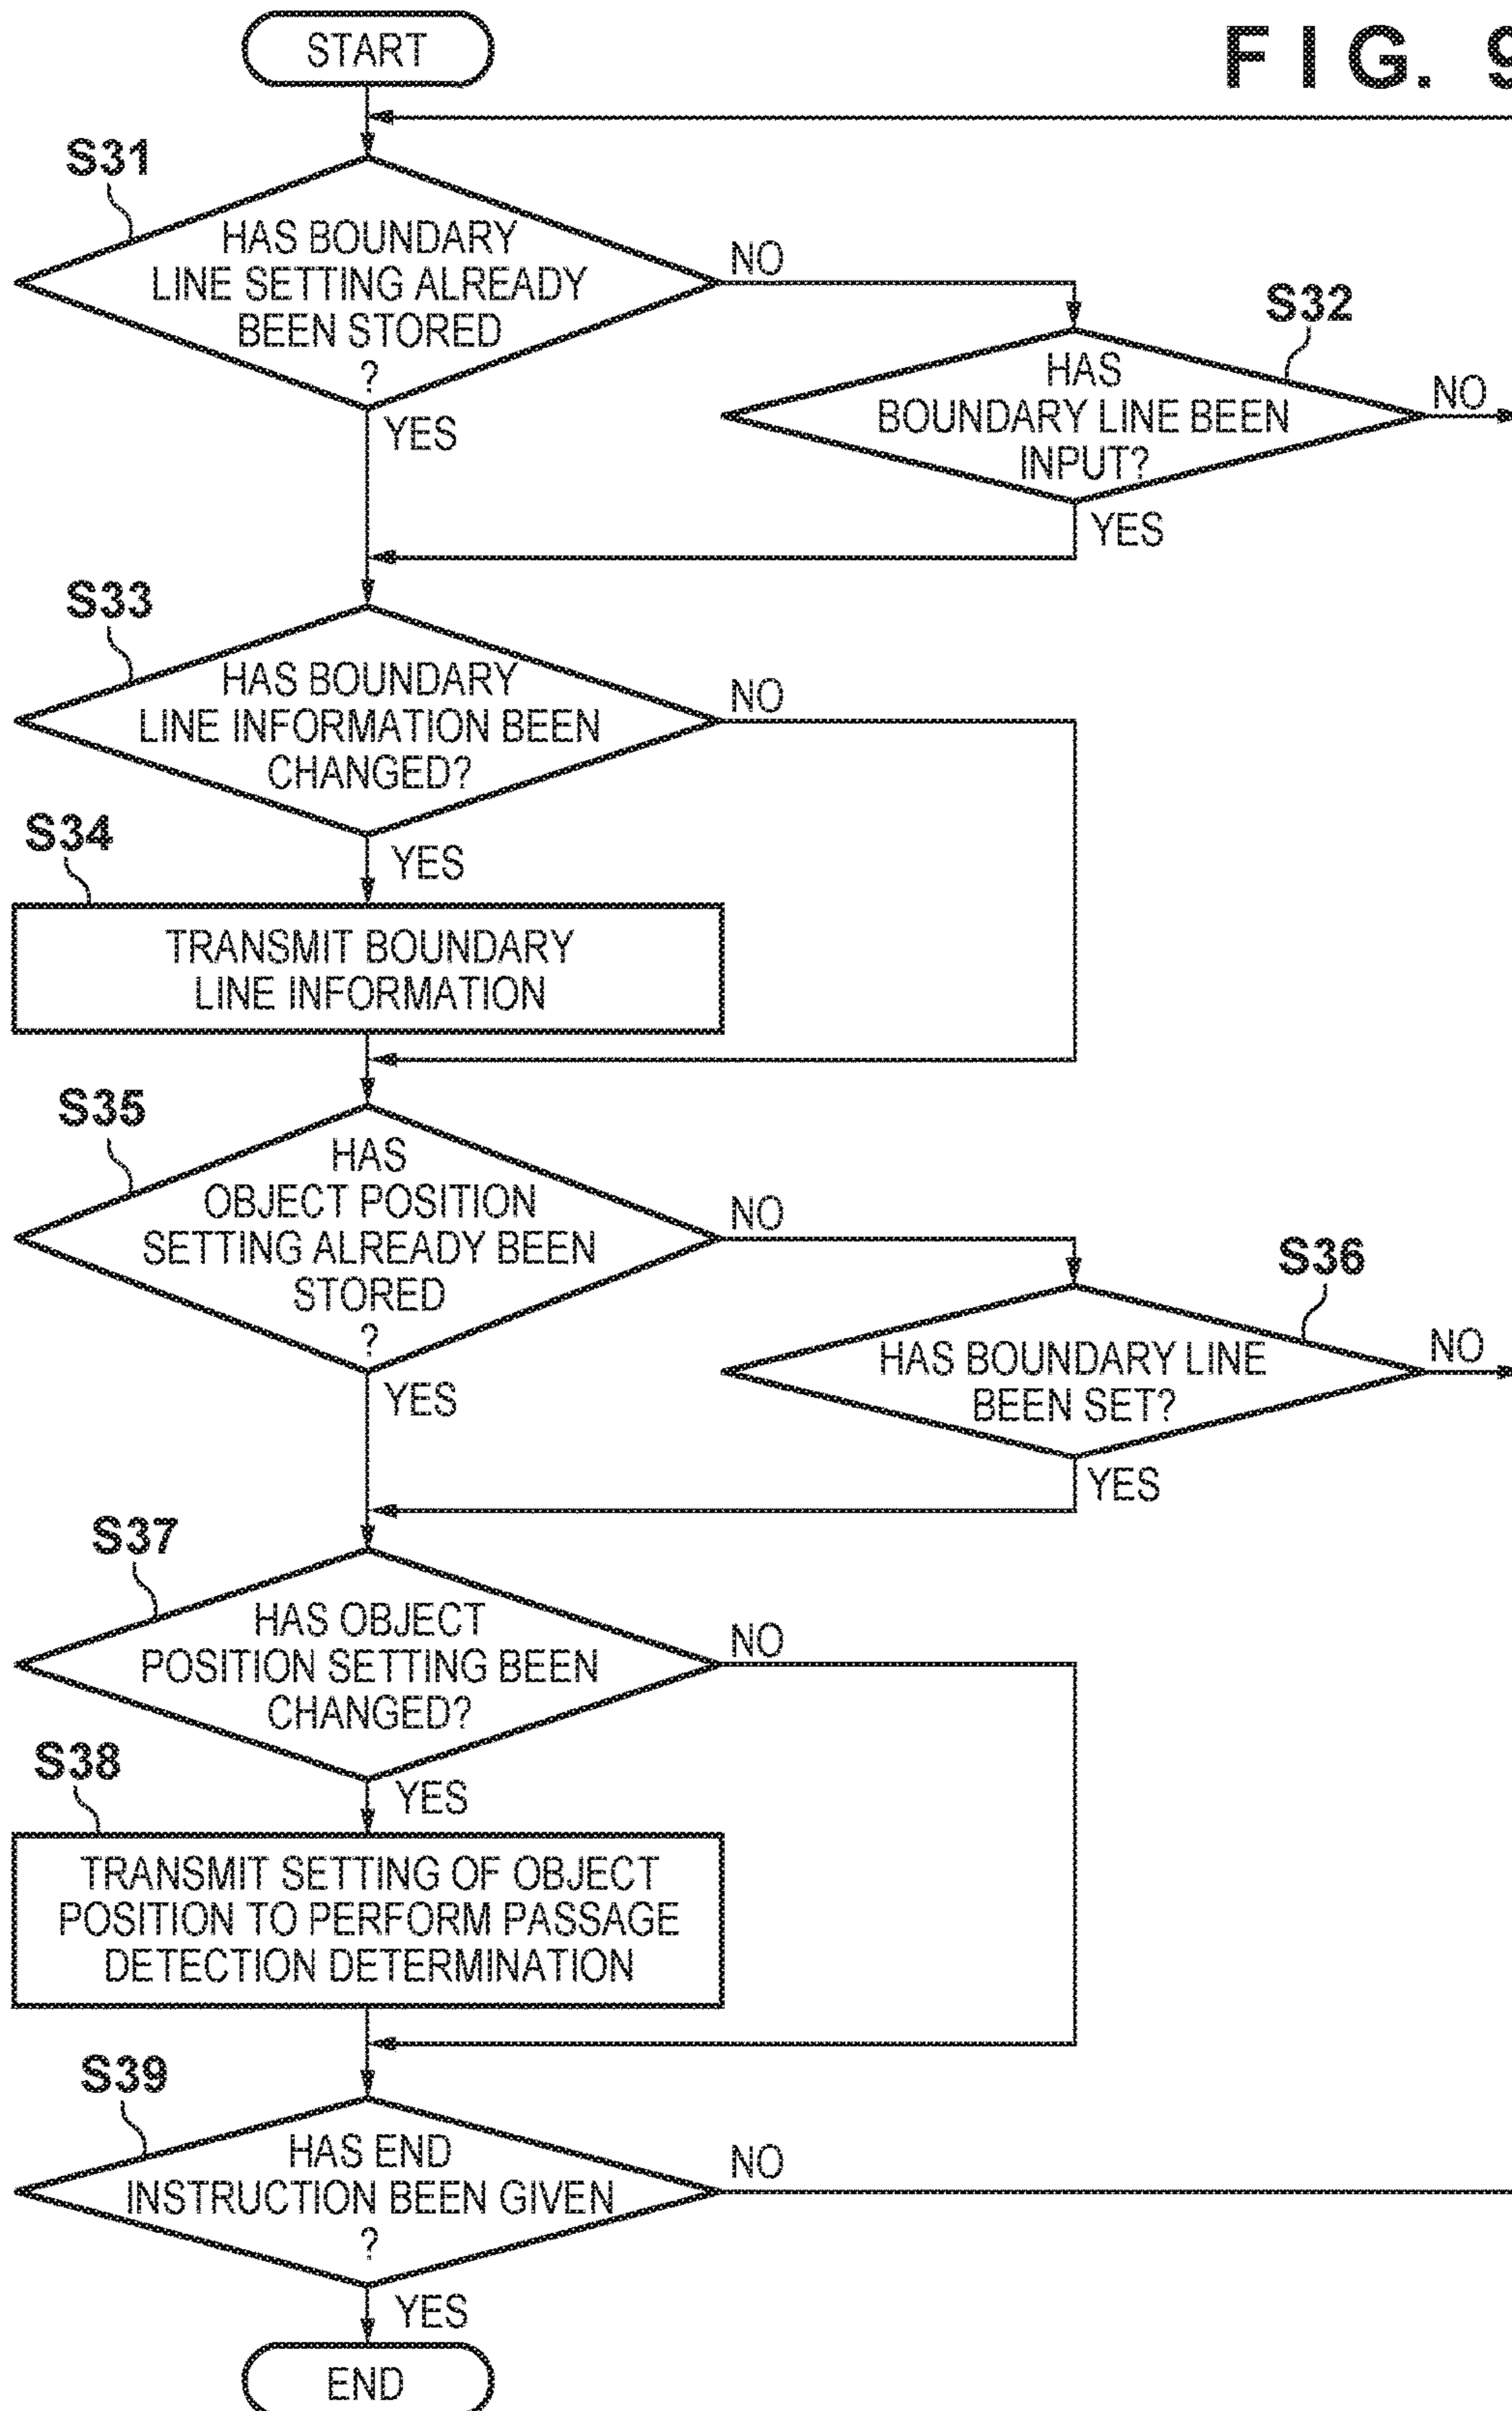 START
FIG. 9
S31
HAS BOUNDARY
LINE SETTING ALREADY
BEEN STORED
?
NO
YES
S32
HAS
BOUNDARY LINE BEEN
INPUT?
NO
YES
S33
HAS BOUNDARY
LINE INFORMATION BEEN
CHANGED?
NO
YES
S34
TRANSMIT BOUNDARY
LINE INFORMATION
S35
HAS
OBJECT POSITION
SETTING ALREADY BEEN
STORED
?
NO
YES
S36
HAS BOUNDARY LINE
BEEN SET?
NO
YES
S37
HAS OBJECT
POSITION SETTING BEEN
CHANGED?
NO
YES
S38
TRANSMIT SETTING OF OBJECT
POSITION TO PERFORM PASSAGE
DETECTION DETERMINATION
S39
HAS END
INSTRUCTION BEEN GIVEN
?
NO
YES
END